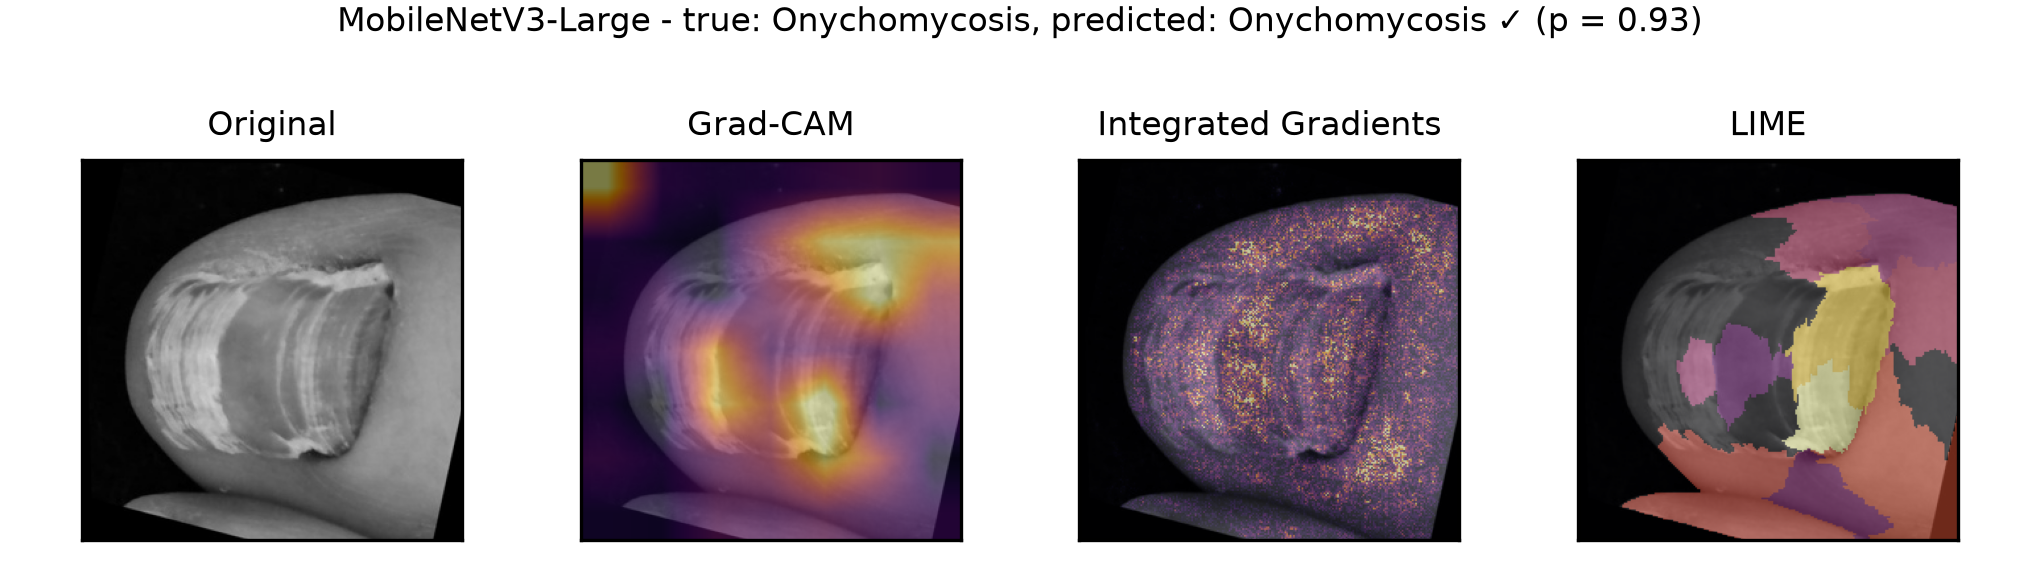 MobileNetV3-Large - true: Onychomycosis, predicted: Onychomycosis ✓ (p = 0.93)
Original
Grad-CAM
Integrated Gradients
LIME